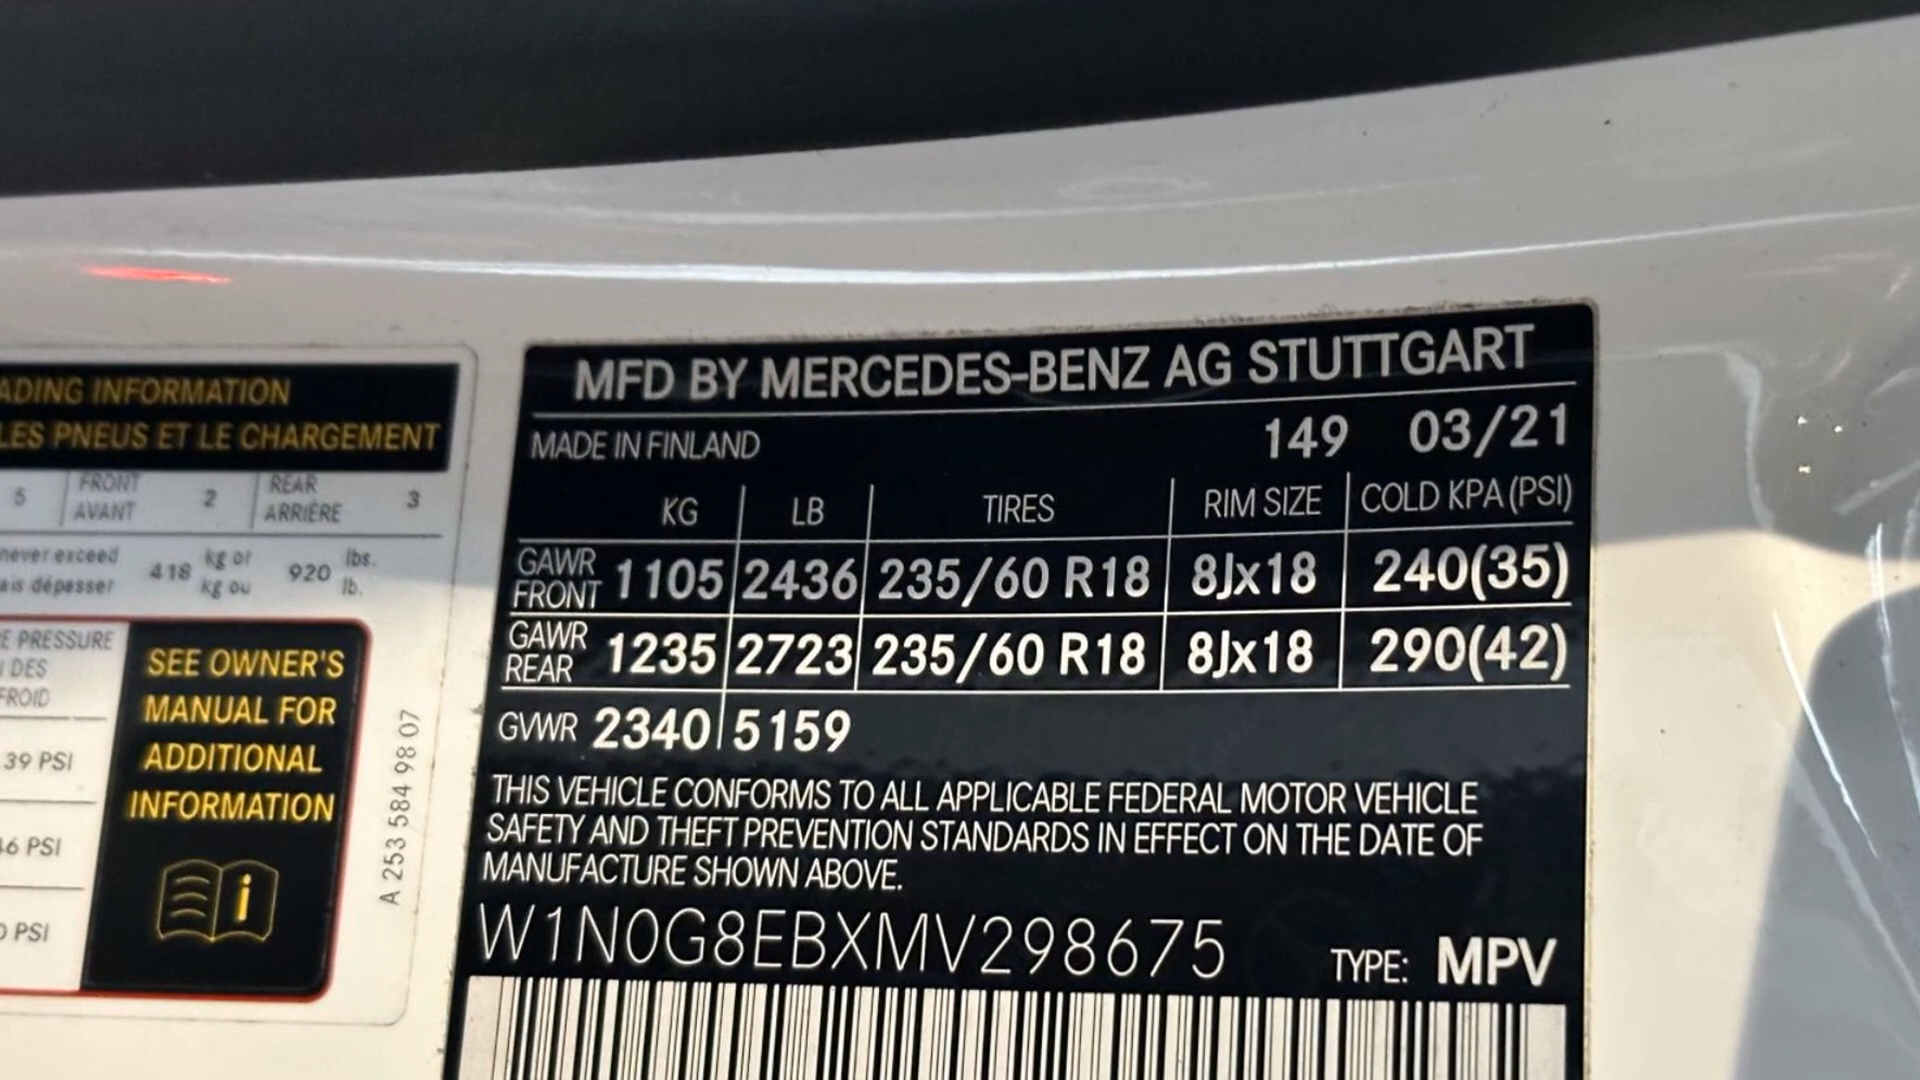 ADING INFORMATION
LES PNEUS ET LE CHARGEMENT
5 FRONT AVANT 2 REAR ARRIÈRE 3
never exceed 418 kg or 920 lbs.
ais dépasser kg ou lb.
E PRESSURE
DES
FROID
39 PSI
46 PSI
0 PSI
SEE OWNER'S
MANUAL FOR
ADDITIONAL
INFORMATION
i
A 253 584 98 07
MFD BY MERCEDES-BENZ AG STUTTGART
MADE IN FINLAND 149 03/21
KG LB TIRES RIM SIZE COLD KPA (PSI)
GAWR FRONT 1105 2436 235/60 R18 8Jx18 240(35)
GAWR REAR 1235 2723 235/60 R18 8Jx18 290(42)
GVWR 2340 5159
THIS VEHICLE CONFORMS TO ALL APPLICABLE FEDERAL MOTOR VEHICLE
SAFETY AND THEFT PREVENTION STANDARDS IN EFFECT ON THE DATE OF
MANUFACTURE SHOWN ABOVE.
W1N0G8EBXMV298675 TYPE: MPV